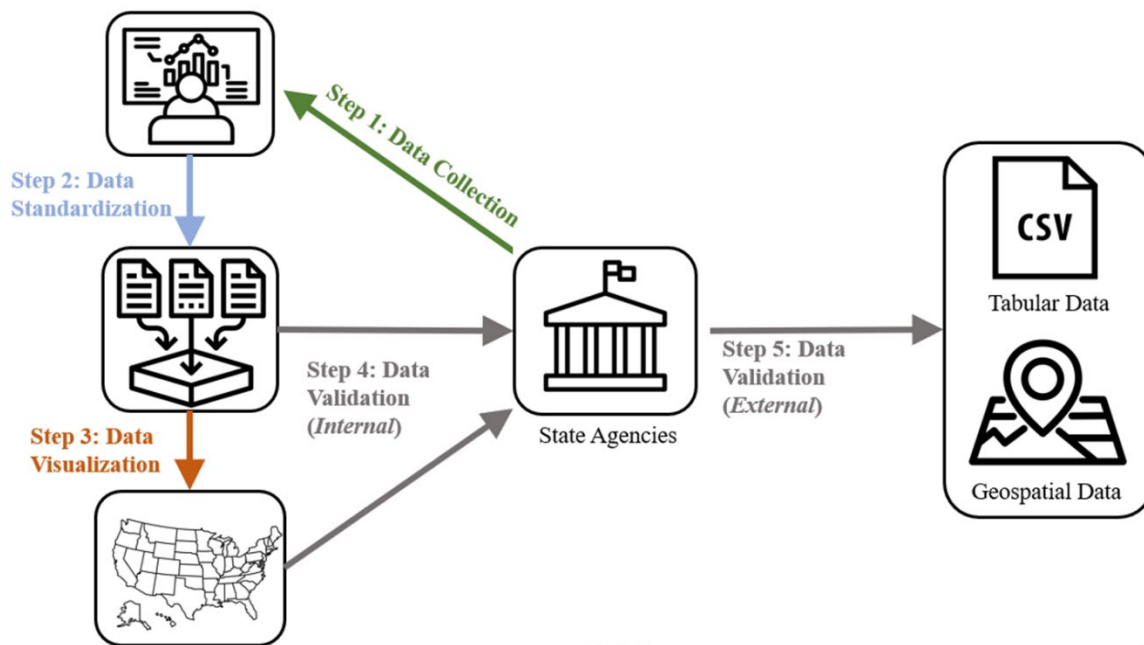 Step 1: Data Collection
Step 2: Data
Standardization
Step 3: Data
Visualization
Step 4: Data
Validation
(Internal)
State Agencies
Step 5: Data
Validation
(External)
CSV
Tabular Data
Geospatial Data